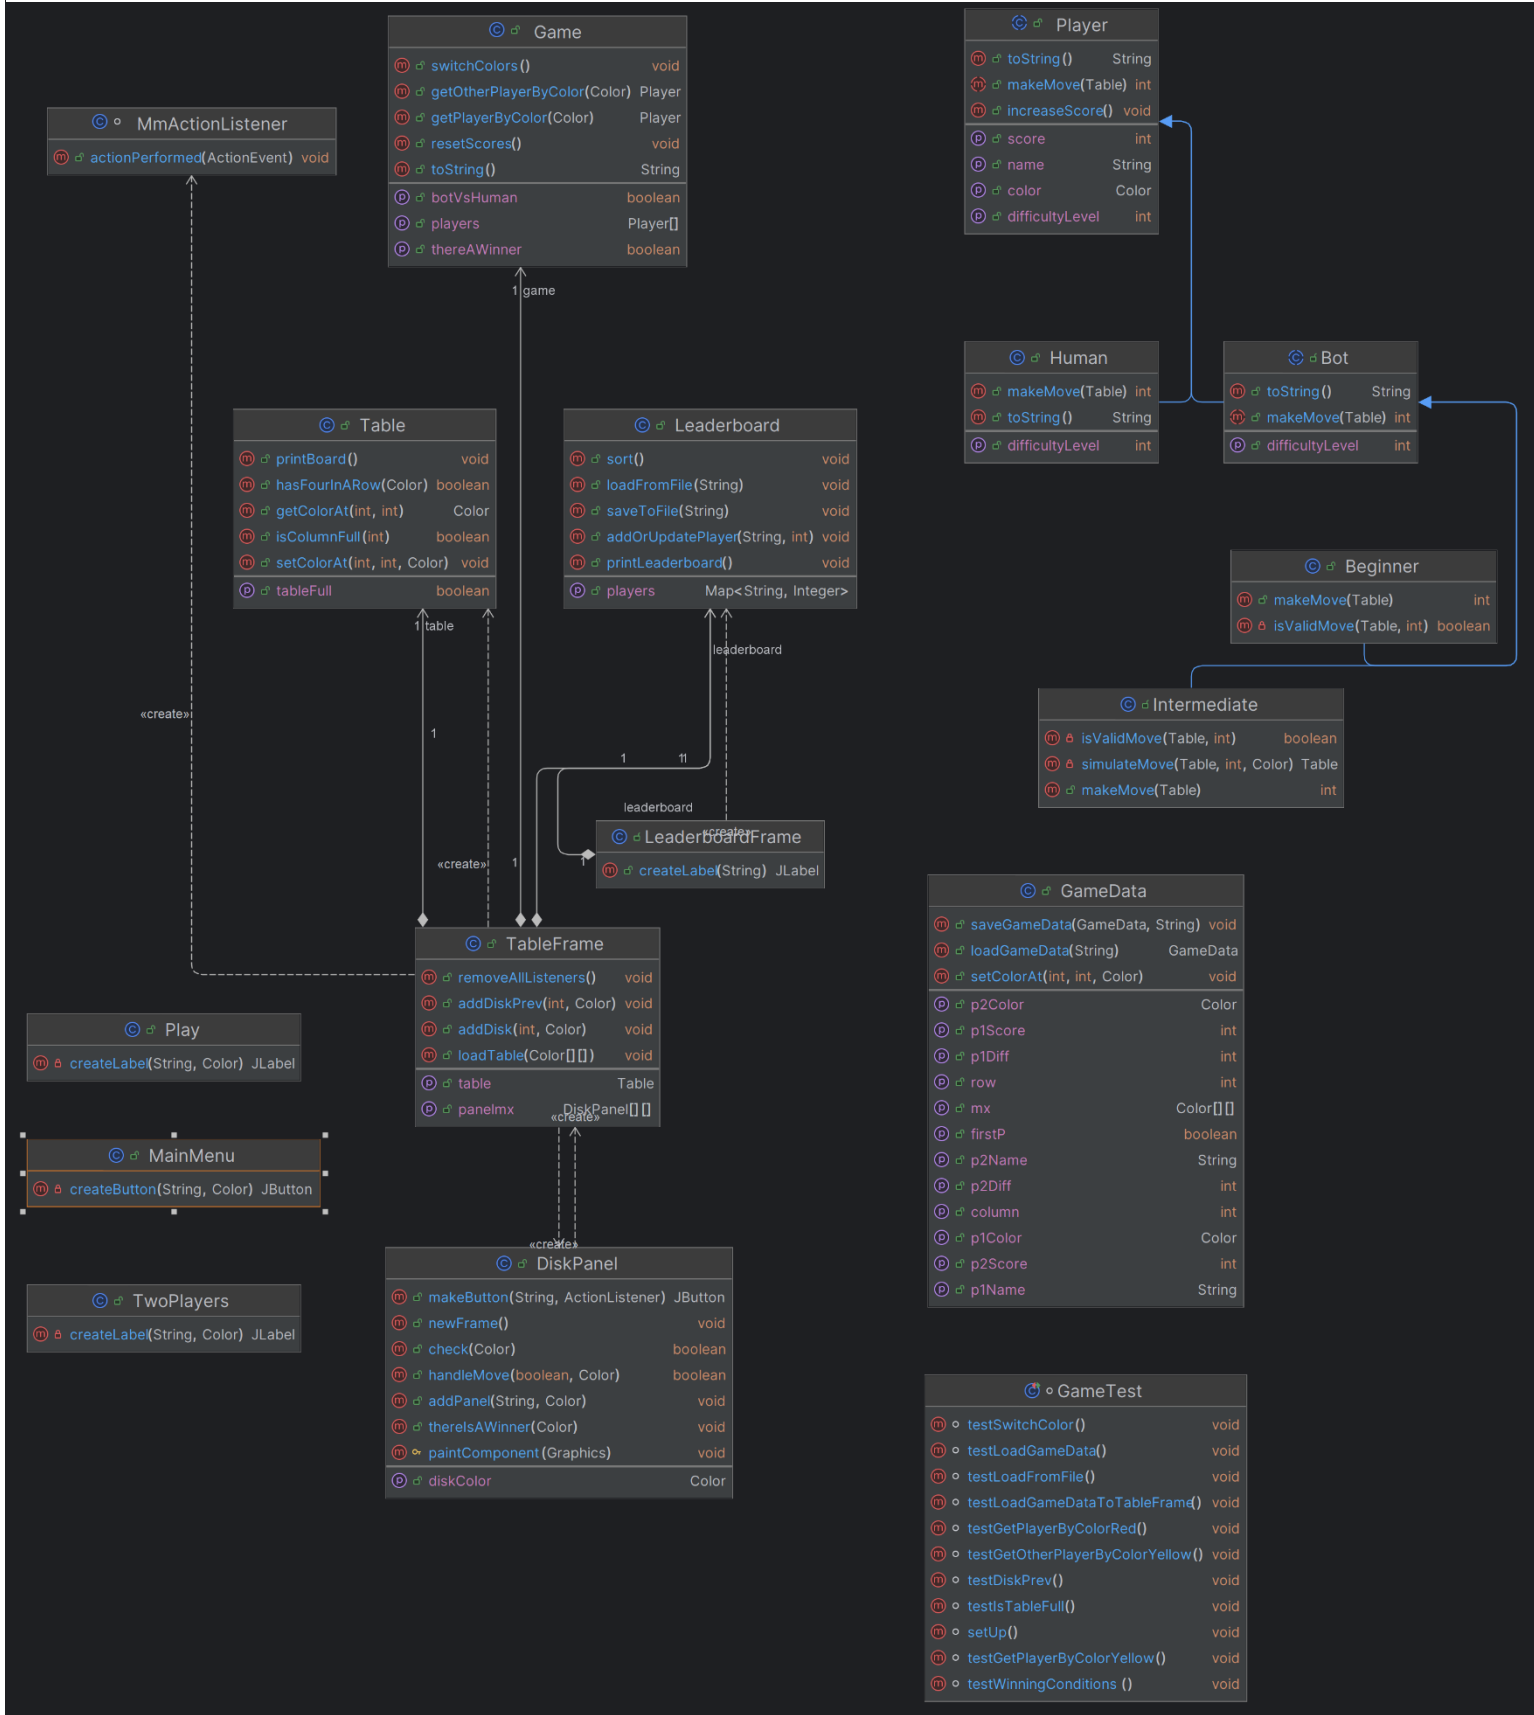 Game
switchColors() void
getOtherPlayerByColor(Color) Player
getPlayerByColor(Color) Player
resetScores() void
toString() String
botVsHuman boolean
players Player[]
thereAWinner boolean
Player
toString() String
makeMove(Table) int
increaseScore() void
score int
name String
color Color
difficultyLevel int
MmActionListener
actionPerformed(ActionEvent) void
1 game
Human
makeMove(Table) int
toString() String
difficultyLevel int
Bot
toString() String
makeMove(Table) int
difficultyLevel int
Table
printBoard() void
hasFourInARow(Color) boolean
getColorAt(int, int) Color
isColumnFull(int) boolean
setColorAt(int, int, Color) void
tableFull boolean
Leaderboard
sort() void
loadFromFile(String) void
saveToFile(String) void
addOrUpdatePlayer(String, int) void
printLeaderboard() void
players Map<String, Integer>
Beginner
makeMove(Table) int
isValidMove(Table, int) boolean
1 table
leaderboard
Intermediate
isValidMove(Table, int) boolean
simulateMove(Table, int, Color) Table
makeMove(Table) int
«create»
1
1
11
leaderboard
«create»
LeaderboardFrame
createLabel(String) JLabel
1
«create»
1
TableFrame
removeAllListeners() void
addDiskPrev(int, Color) void
addDisk(int, Color) void
loadTable(Color[][]) void
table Table
panelmx DiskPanel[][]
«create»
GameData
saveGameData(GameData, String) void
loadGameData(String) GameData
setColorAt(int, int, Color) void
p2Color Color
p1Score int
p1Diff int
row int
mx Color[][]
firstP boolean
p2Name String
p2Diff int
column int
p1Color Color
p2Score int
p1Name String
Play
createLabel(String, Color) JLabel
MainMenu
createButton(String, Color) JButton
TwoPlayers
createLabel(String, Color) JLabel
«create»
DiskPanel
makeButton(String, ActionListener) JButton
newFrame() void
check(Color) boolean
handleMove(boolean, Color) boolean
addPanel(String, Color) void
thereIsAWinner(Color) void
paintComponent(Graphics) void
diskColor Color
GameTest
testSwitchColor() void
testLoadGameData() void
testLoadFromFile() void
testLoadGameDataToTableFrame() void
testGetPlayerByColorRed() void
testGetOtherPlayerByColorYellow() void
testDiskPrev() void
testIsTableFull() void
setUp() void
testGetPlayerByColorYellow() void
testWinningConditions () void